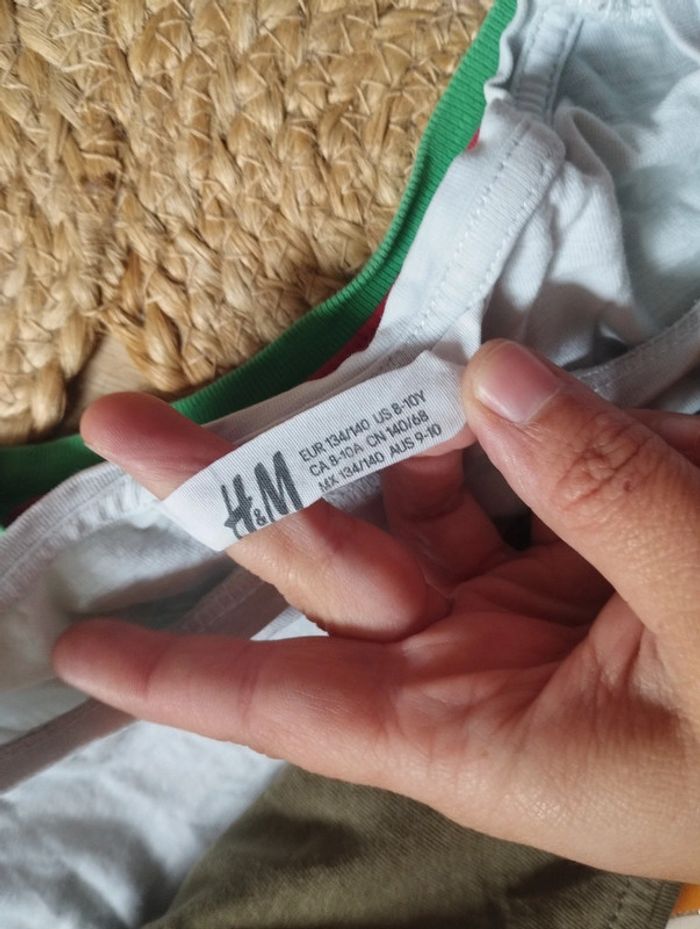 H&M
EUR 134/140 US 8-10Y
CA 8-10A CN 140/68
MX 134/140 AUS 9-10